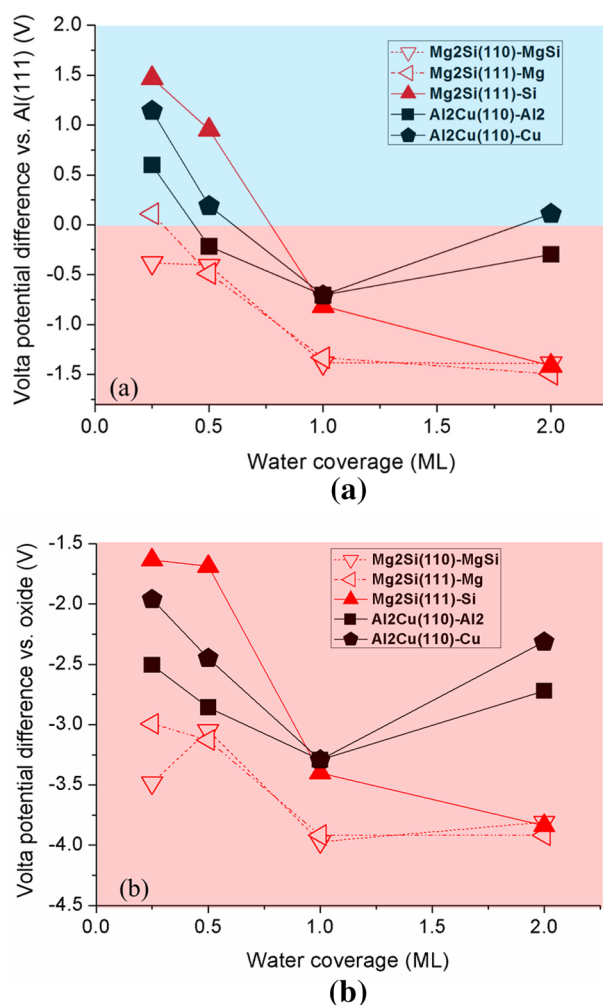 Volta potential difference vs. Al(111) (V)
2.0
1.5
1.0
0.5
0.0
-0.5
-1.0
-1.5
Mg2Si(110)-MgSi
Mg2Si(111)-Mg
Mg2Si(111)-Si
Al2Cu(110)-Al2
Al2Cu(110)-Cu
(a)
0.0 0.5 1.0 1.5 2.0
Water coverage (ML)
(a)
Volta potential difference vs. oxide (V)
-1.5
-2.0
-2.5
-3.0
-3.5
-4.0
-4.5
Mg2Si(110)-MgSi
Mg2Si(111)-Mg
Mg2Si(111)-Si
Al2Cu(110)-Al2
Al2Cu(110)-Cu
(b)
0.0 0.5 1.0 1.5 2.0
Water coverage (ML)
(b)